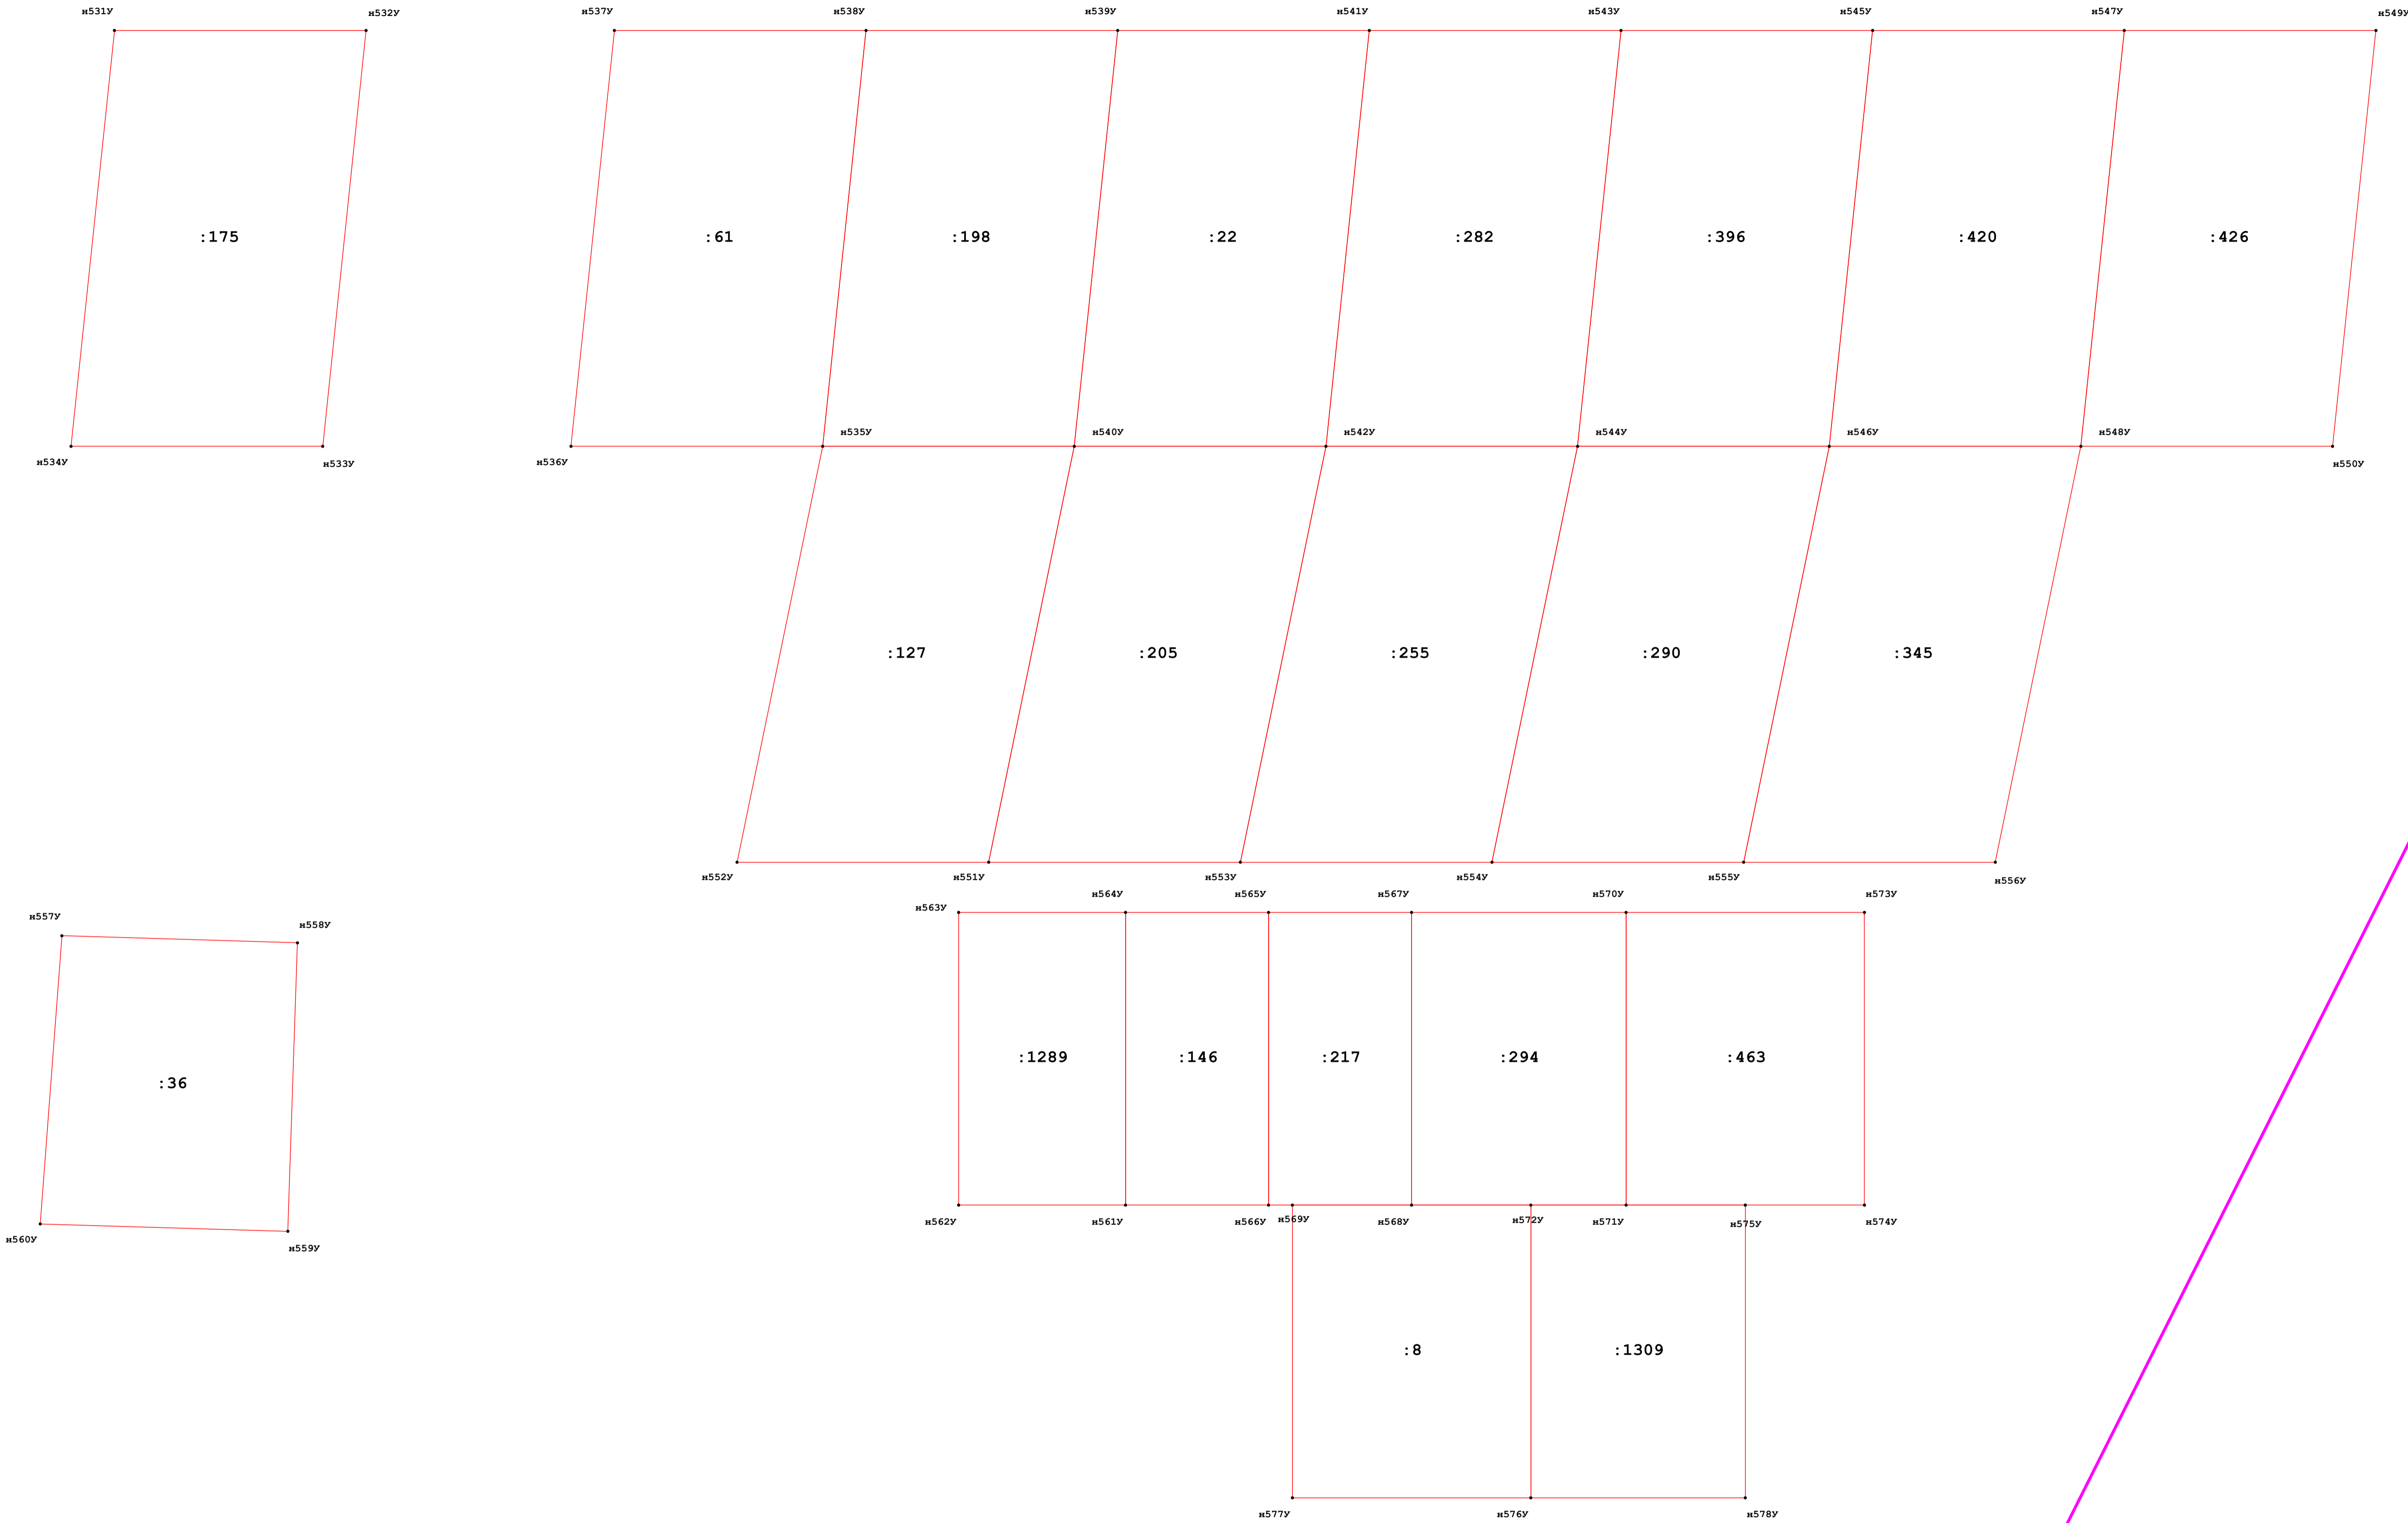 н531У н532У н537У н538У н539У н541У н543У н545У н547У н549У
:175 :61 :198 :22 :282 :396 :420 :426
н535У н540У н542У н544У н546У н548У
н534У н533У н536У н550У
:127 :205 :255 :290 :345
н552У н551У н553У н554У н555У н556У
н564У н565У н567У н570У н573У
н563У
н557У н558У
:1289 :146 :217 :294 :463
:36
н562У н561У н566У н569У н568У н572У н571У н575У н574У
н560У н559У
:8 :1309
н577У н576У н578У